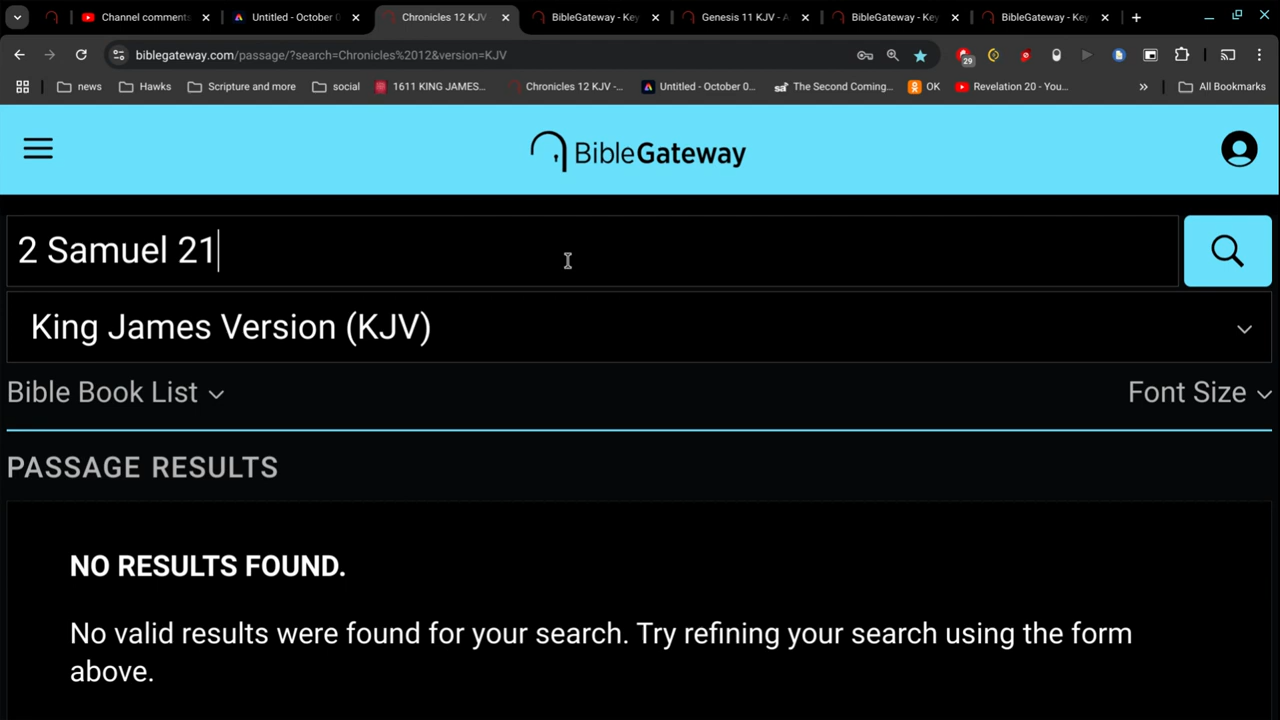 Channel comments
Untitled - October 0
Chronicles 12 KJV
BibleGateway - Key
Genesis 11 KJV - A
BibleGateway - Key
BibleGateway - Key
biblegateway.com/passage/?search=Chronicles%2012&version=KJV
29
news
Hawks
Scripture and more
social
1611 KING JAMES...
Chronicles 12 KJV -...
Untitled - October 0...
The Second Coming...
OK
Revelation 20 - You...
All Bookmarks
BibleGateway
2 Samuel 21
King James Version (KJV)
Bible Book List
Font Size
PASSAGE RESULTS
NO RESULTS FOUND.
No valid results were found for your search. Try refining your search using the form
above.